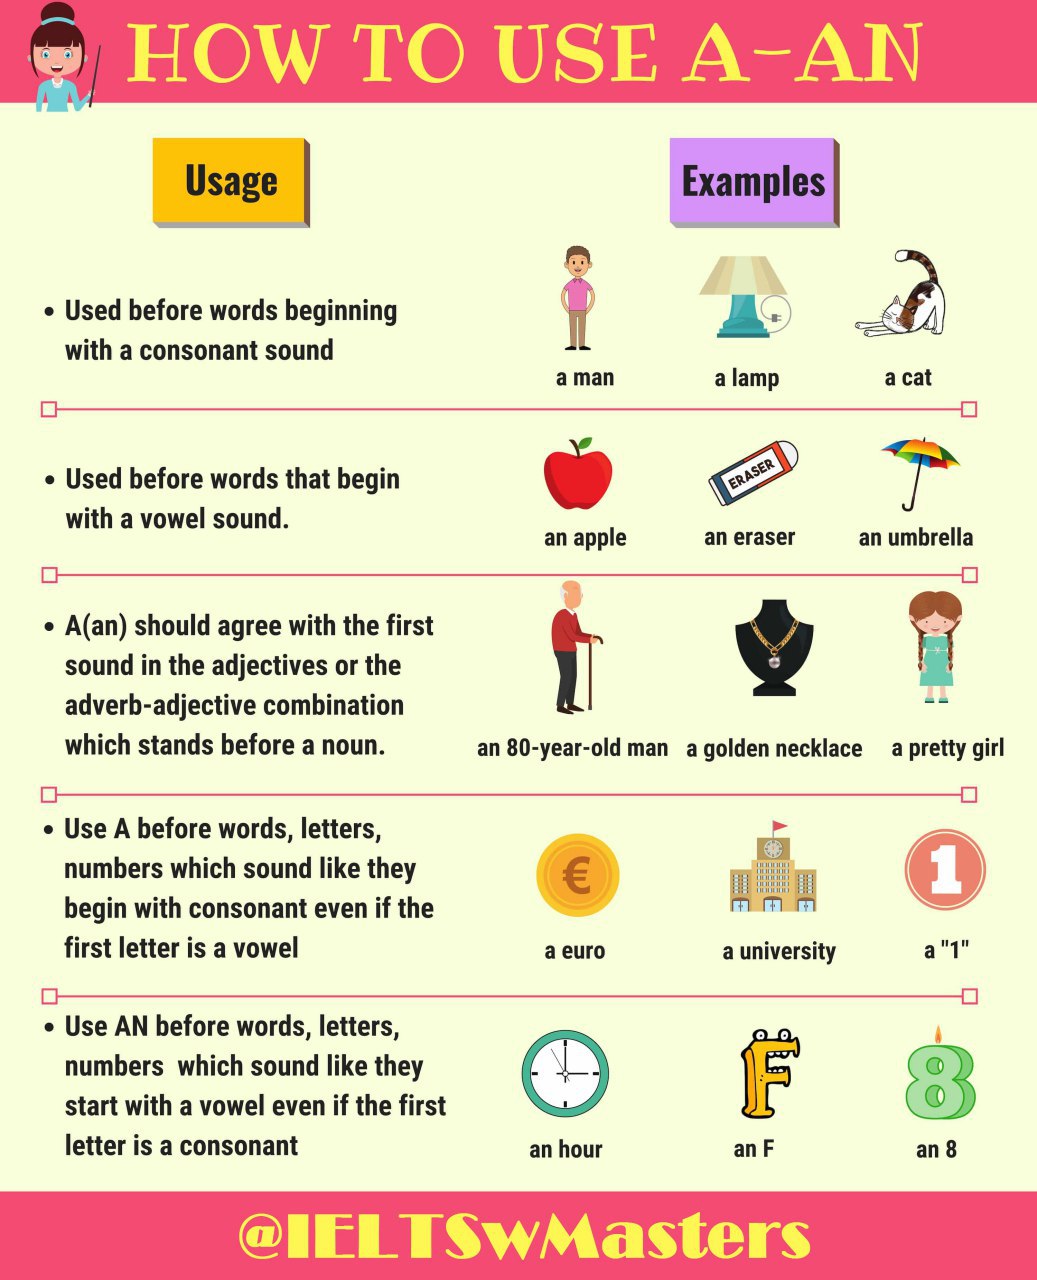 HOW TO USE A-AN
Usage
Examples
• Used before words beginning
with a consonant sound
a man
a lamp
a cat
• Used before words that begin
with a vowel sound.
ERASER
an apple
an eraser
an umbrella
• A(an) should agree with the first
sound in the adjectives or the
adverb-adjective combination
which stands before a noun.
an 80-year-old man
a golden necklace
a pretty girl
• Use A before words, letters,
numbers which sound like they
begin with consonant even if the
first letter is a vowel
€
1
a euro
a university
a "1"
• Use AN before words, letters,
numbers  which sound like they
start with a vowel even if the first
letter is a consonant
F
8
an hour
an F
an 8
@IELTSwMasters